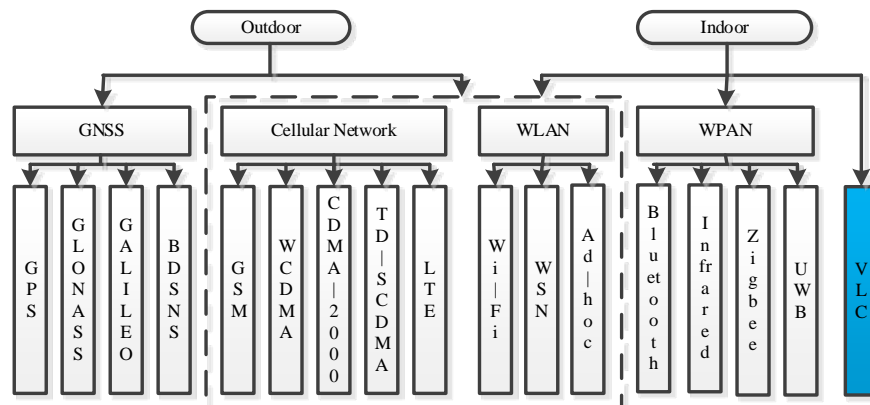 Outdoor
Indoor
GNSS
Cellular Network
WLAN
WPAN
GPS
GLONASS
GALILEO
BDSNS
GSM
WCDMA
CDMA|2000
TD|SCDMA
LTE
Wi|Fi
WSN
Ad|hoc
Bluetooth
Infrared
Zigbee
UWB
VLC